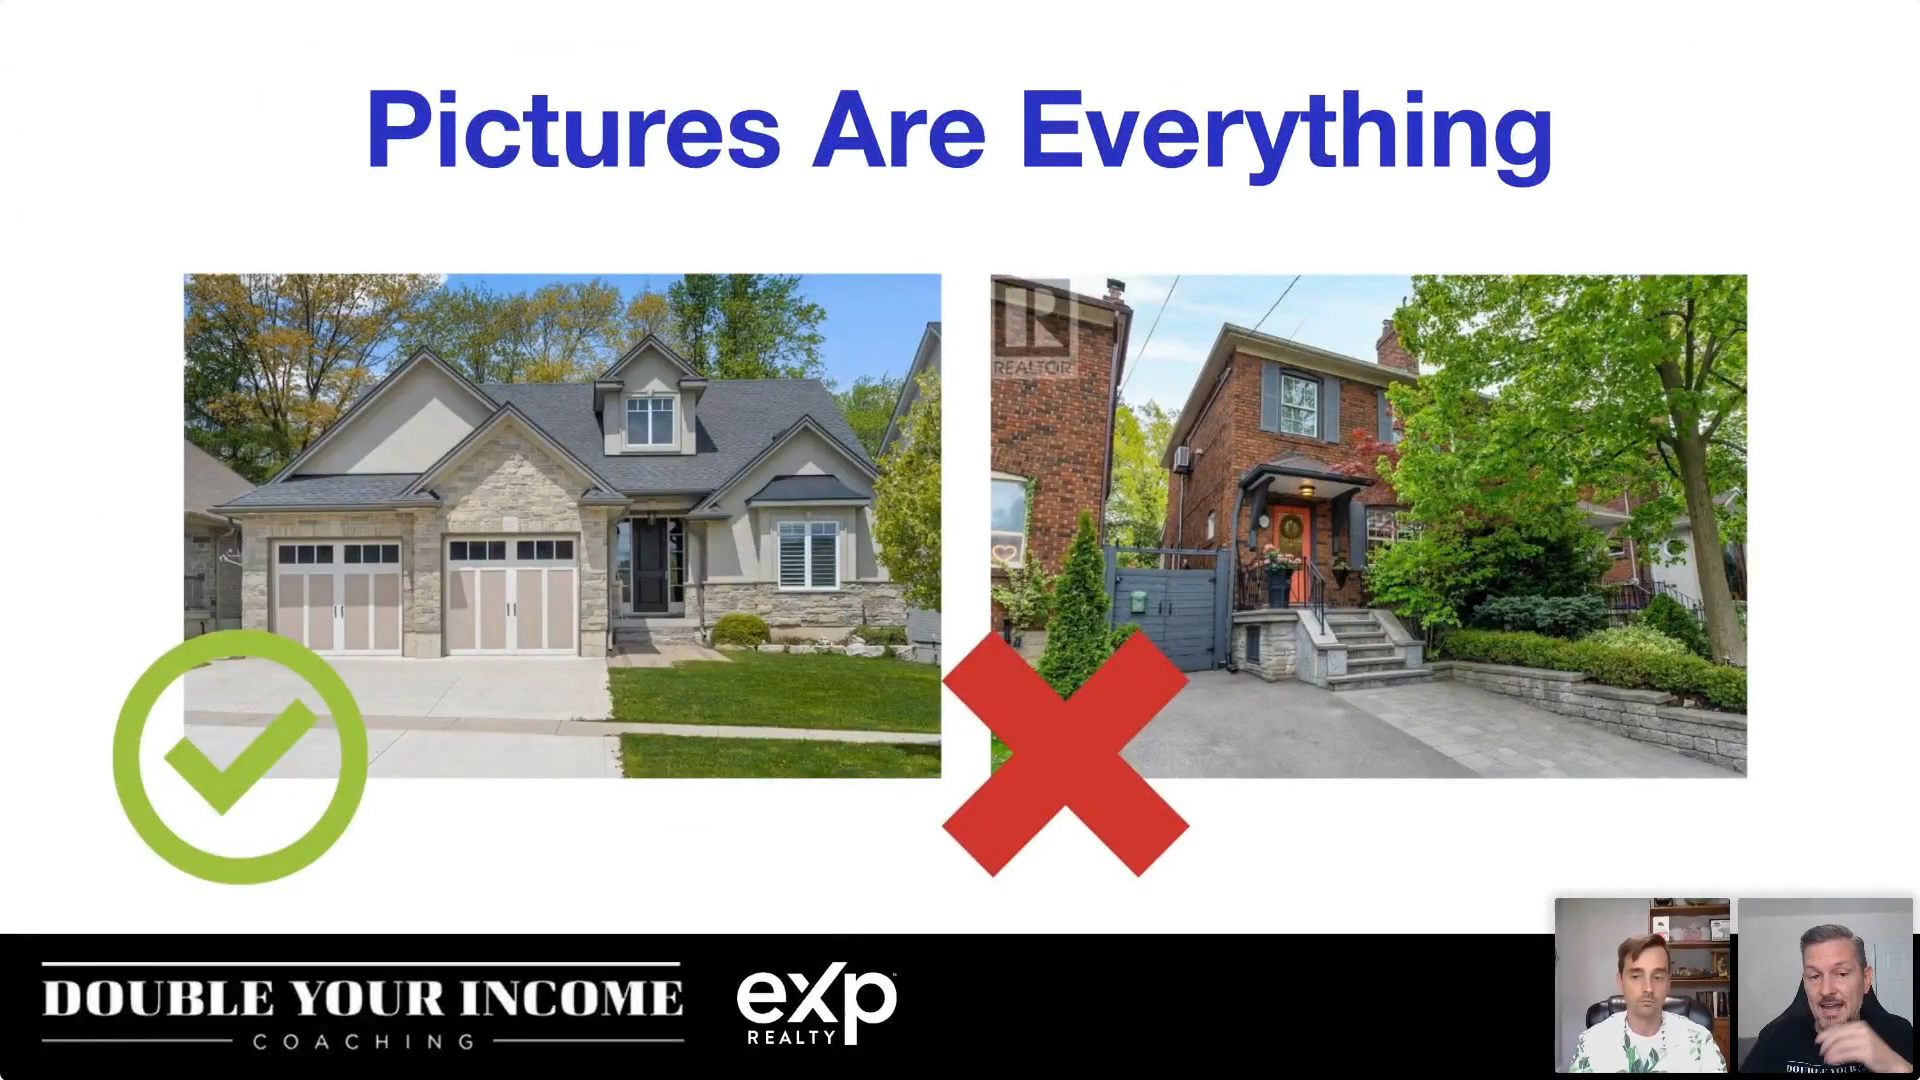 Pictures Are Everything
R
REALTOR
DOUBLE YOUR INCOME
COACHING
eXp
REALTY